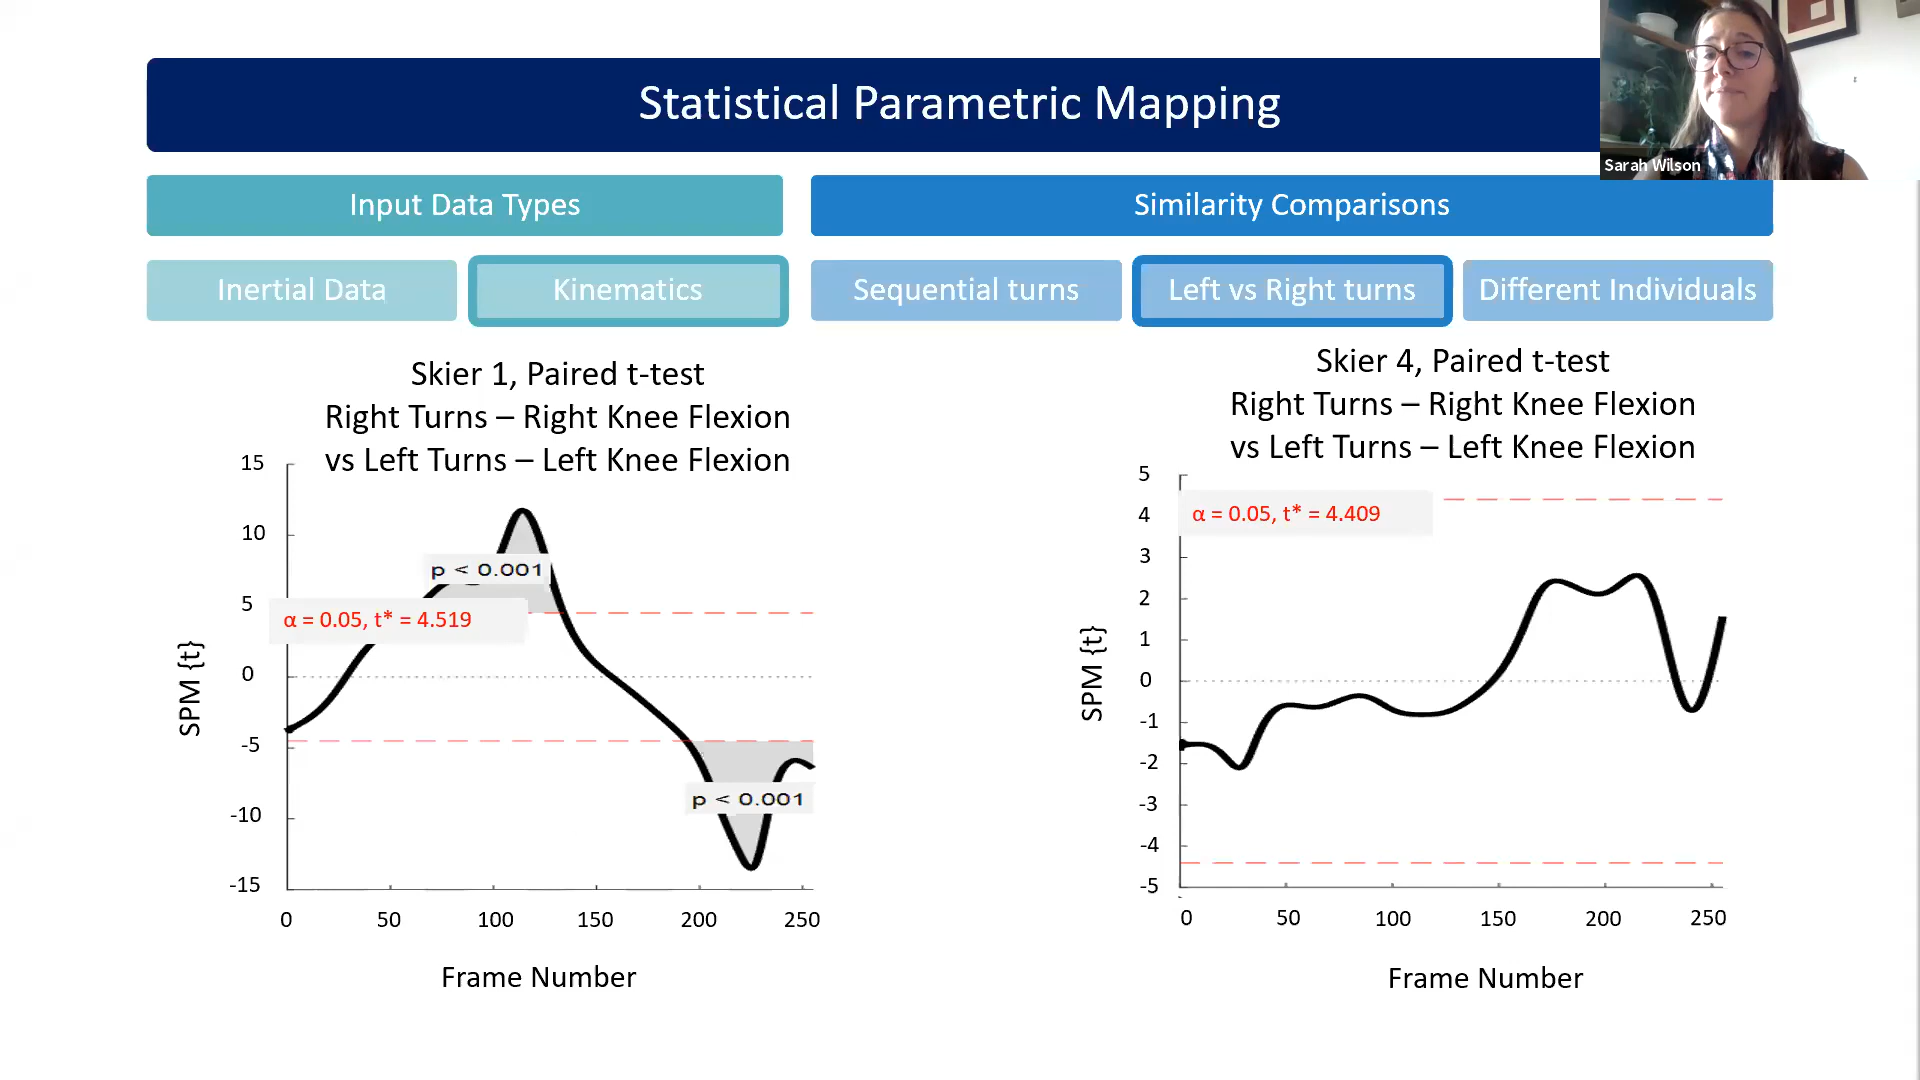 Statistical Parametric Mapping
Sarah Wilson
Input Data Types
Similarity Comparisons
Inertial Data
Kinematics
Sequential turns
Left vs Right turns
Different Individuals
Skier 1, Paired t-test
Right Turns – Right Knee Flexion
vs Left Turns – Left Knee Flexion
15
10
5
0
-5
-10
-15
SPM {t}
p < 0.001
α = 0.05, t* = 4.519
p < 0.001
0 50 100 150 200 250
Frame Number
Skier 4, Paired t-test
Right Turns – Right Knee Flexion
vs Left Turns – Left Knee Flexion
5
4
3
2
1
0
-1
-2
-3
-4
-5
SPM {t}
α = 0.05, t* = 4.409
0 50 100 150 200 250
Frame Number